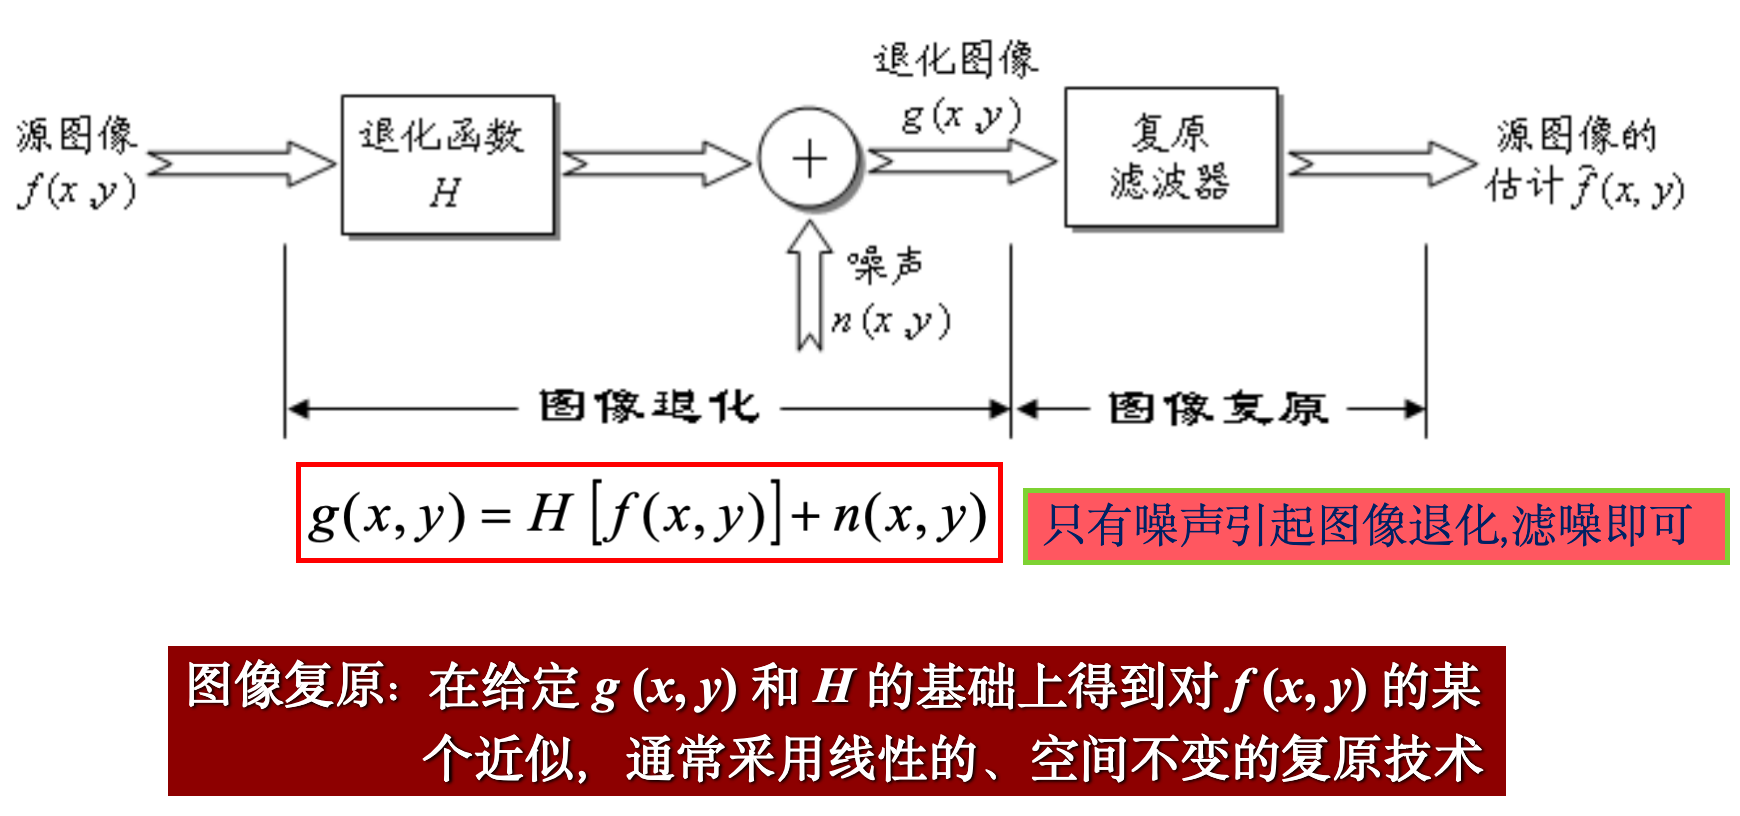 源图像
f(x,y)
退化函数
H
退化图像
g(x,y)
噪声
n(x,y)
复原
滤波器
源图像的
估计 f̂(x, y)
图像退化
图像复原
g(x, y) = H [f(x, y)] + n(x, y)
只有噪声引起图像退化,滤噪即可
图像复原：在给定 g (x, y) 和 H 的基础上得到对 f (x, y) 的某
个近似，通常采用线性的、空间不变的复原技术